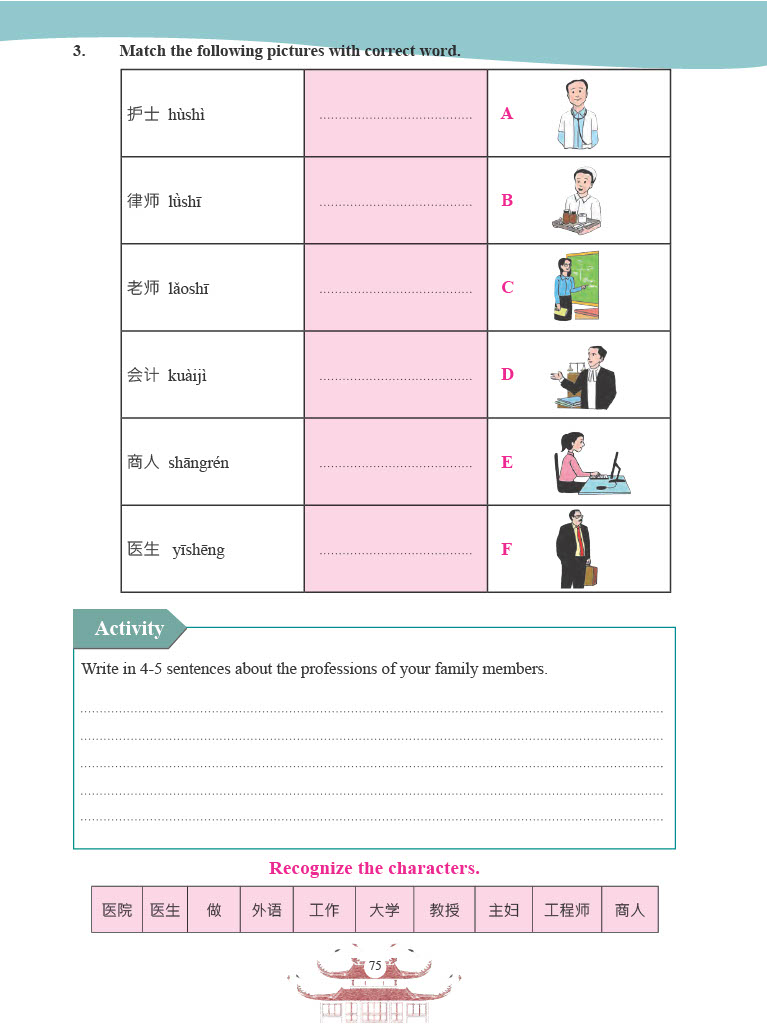 3. Match the following pictures with correct word.
护士 hùshì ...................................... A
律师 lùshī ...................................... B
老师 lǎoshī ...................................... C
会计 kuàijì ...................................... D
商人 shāngrén ...................................... E
医生 yīshēng ...................................... F
Activity
Write in 4-5 sentences about the professions of your family members.
Recognize the characters.
医院 医生 做 外语 工作 大学 教授 主妇 工程师 商人
75